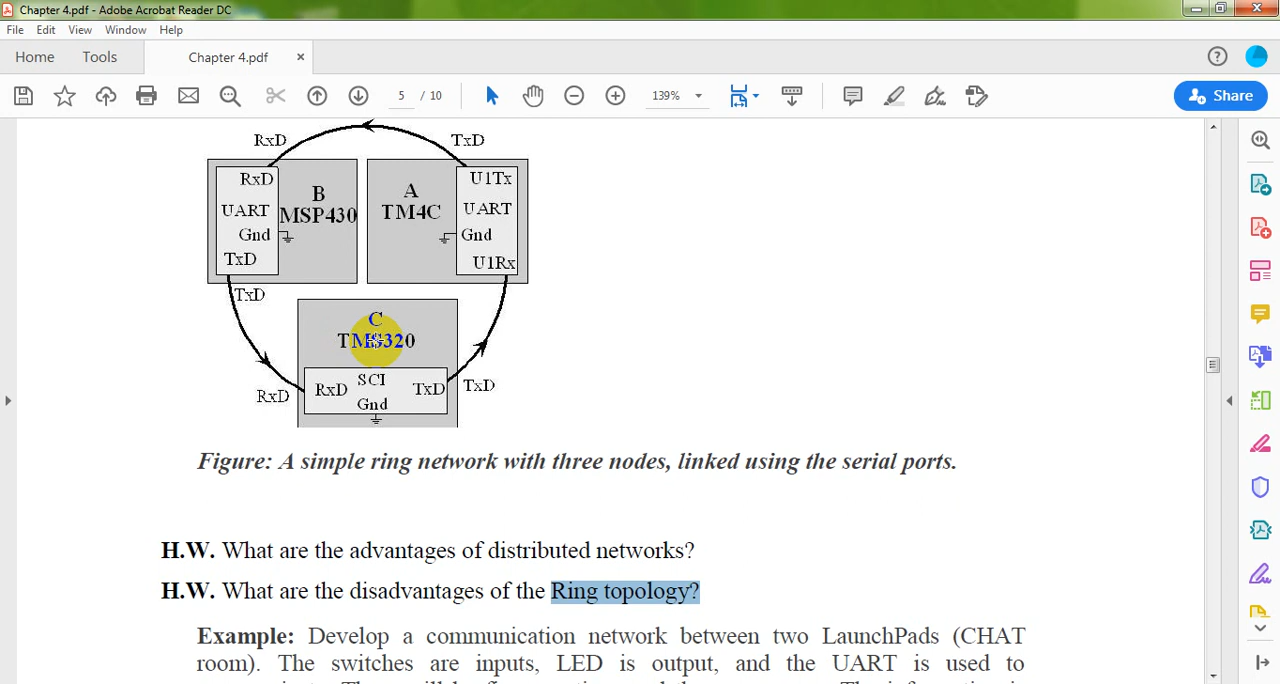 Chapter 4.pdf - Adobe Acrobat Reader DC
File Edit View Window Help
Home Tools Chapter 4.pdf ×
5 / 10 139% Share
RxD TxD
RxD U1Tx
B A
MSP430 TM4C
UART UART
Gnd Gnd
TxD U1Rx
TxD
C
TMS320
SCI
RxD RxD TxD TxD
Gnd
Figure: A simple ring network with three nodes, linked using the serial ports.
H.W. What are the advantages of distributed networks?
H.W. What are the disadvantages of the Ring topology?
Example: Develop a communication network between two LaunchPads (CHAT
room). The switches are inputs, LED is output, and the UART is used to